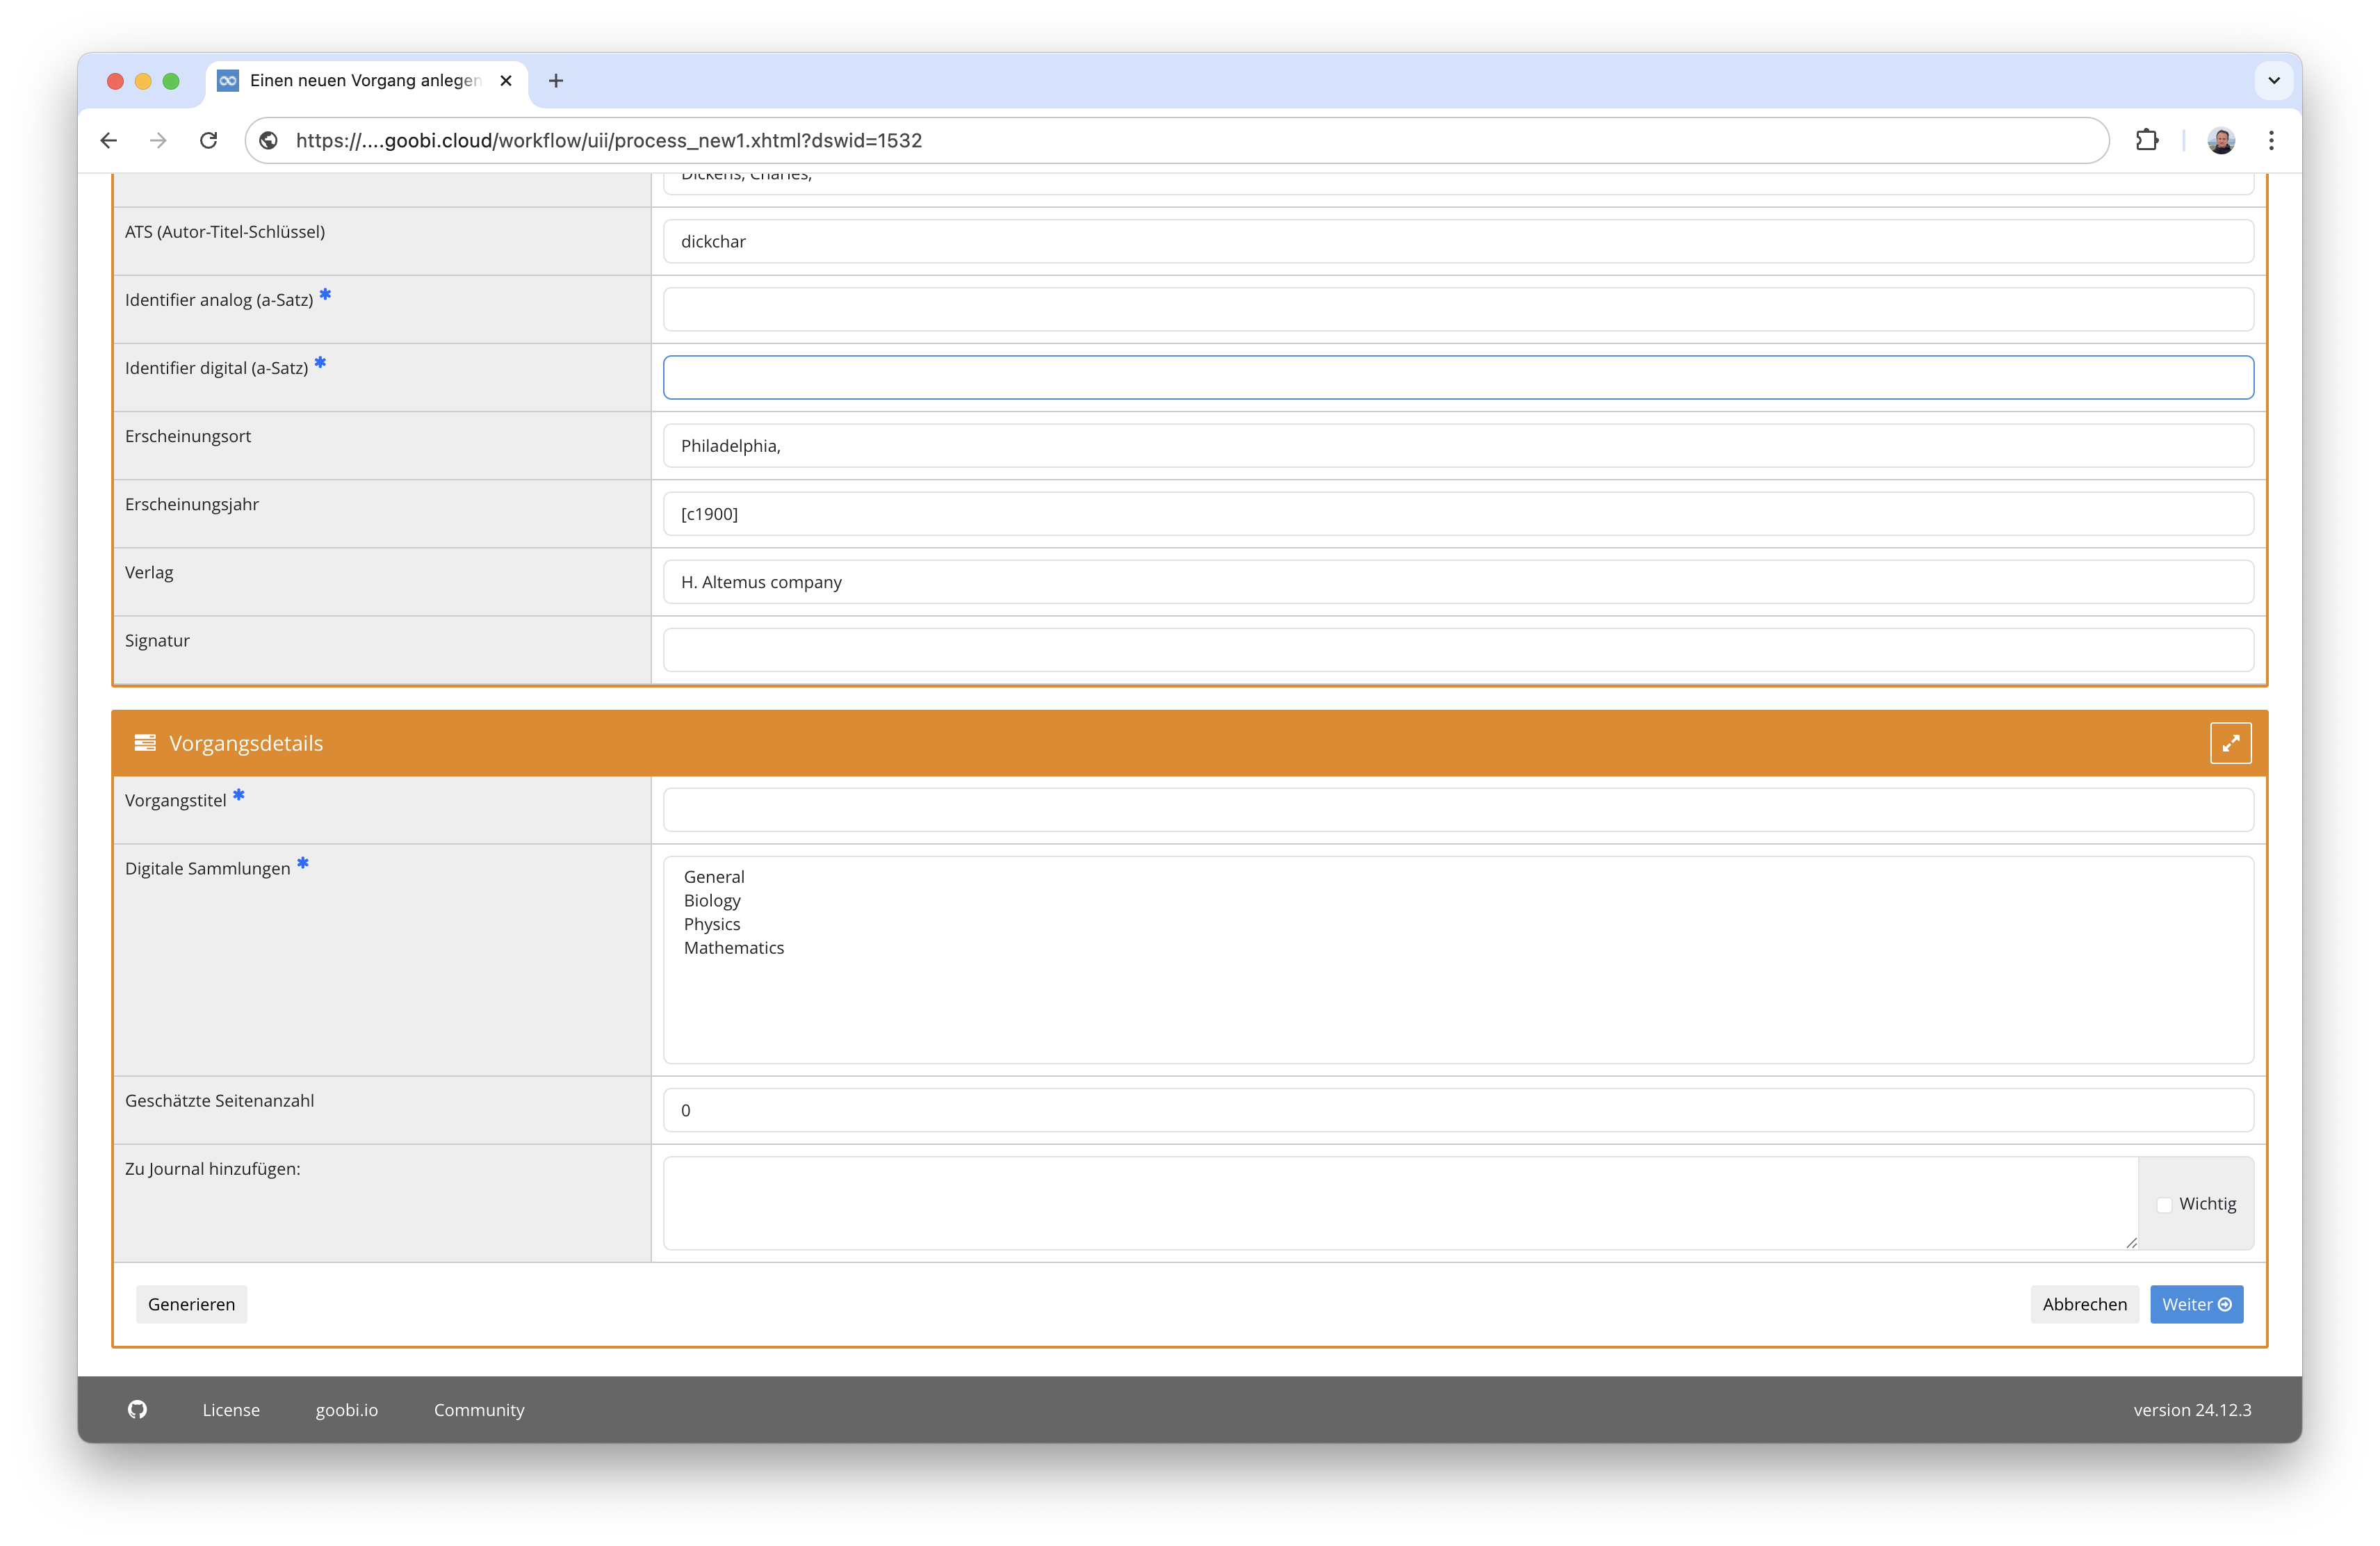 Einen neuen Vorgang anlegen
https://....goobi.cloud/workflow/uii/process_new1.xhtml?dswid=1532
Dickens, Charles,
ATS (Autor-Titel-Schlüssel)
dickchar
Identifier analog (a-Satz) *
Identifier digital (a-Satz) *
Erscheinungsort
Philadelphia,
Erscheinungsjahr
[c1900]
Verlag
H. Altemus company
Signatur
Vorgangsdetails
Vorgangstitel *
Digitale Sammlungen *
General
Biology
Physics
Mathematics
Geschätzte Seitenanzahl
0
Zu Journal hinzufügen:
Wichtig
Generieren
Abbrechen
Weiter
License
goobi.io
Community
version 24.12.3